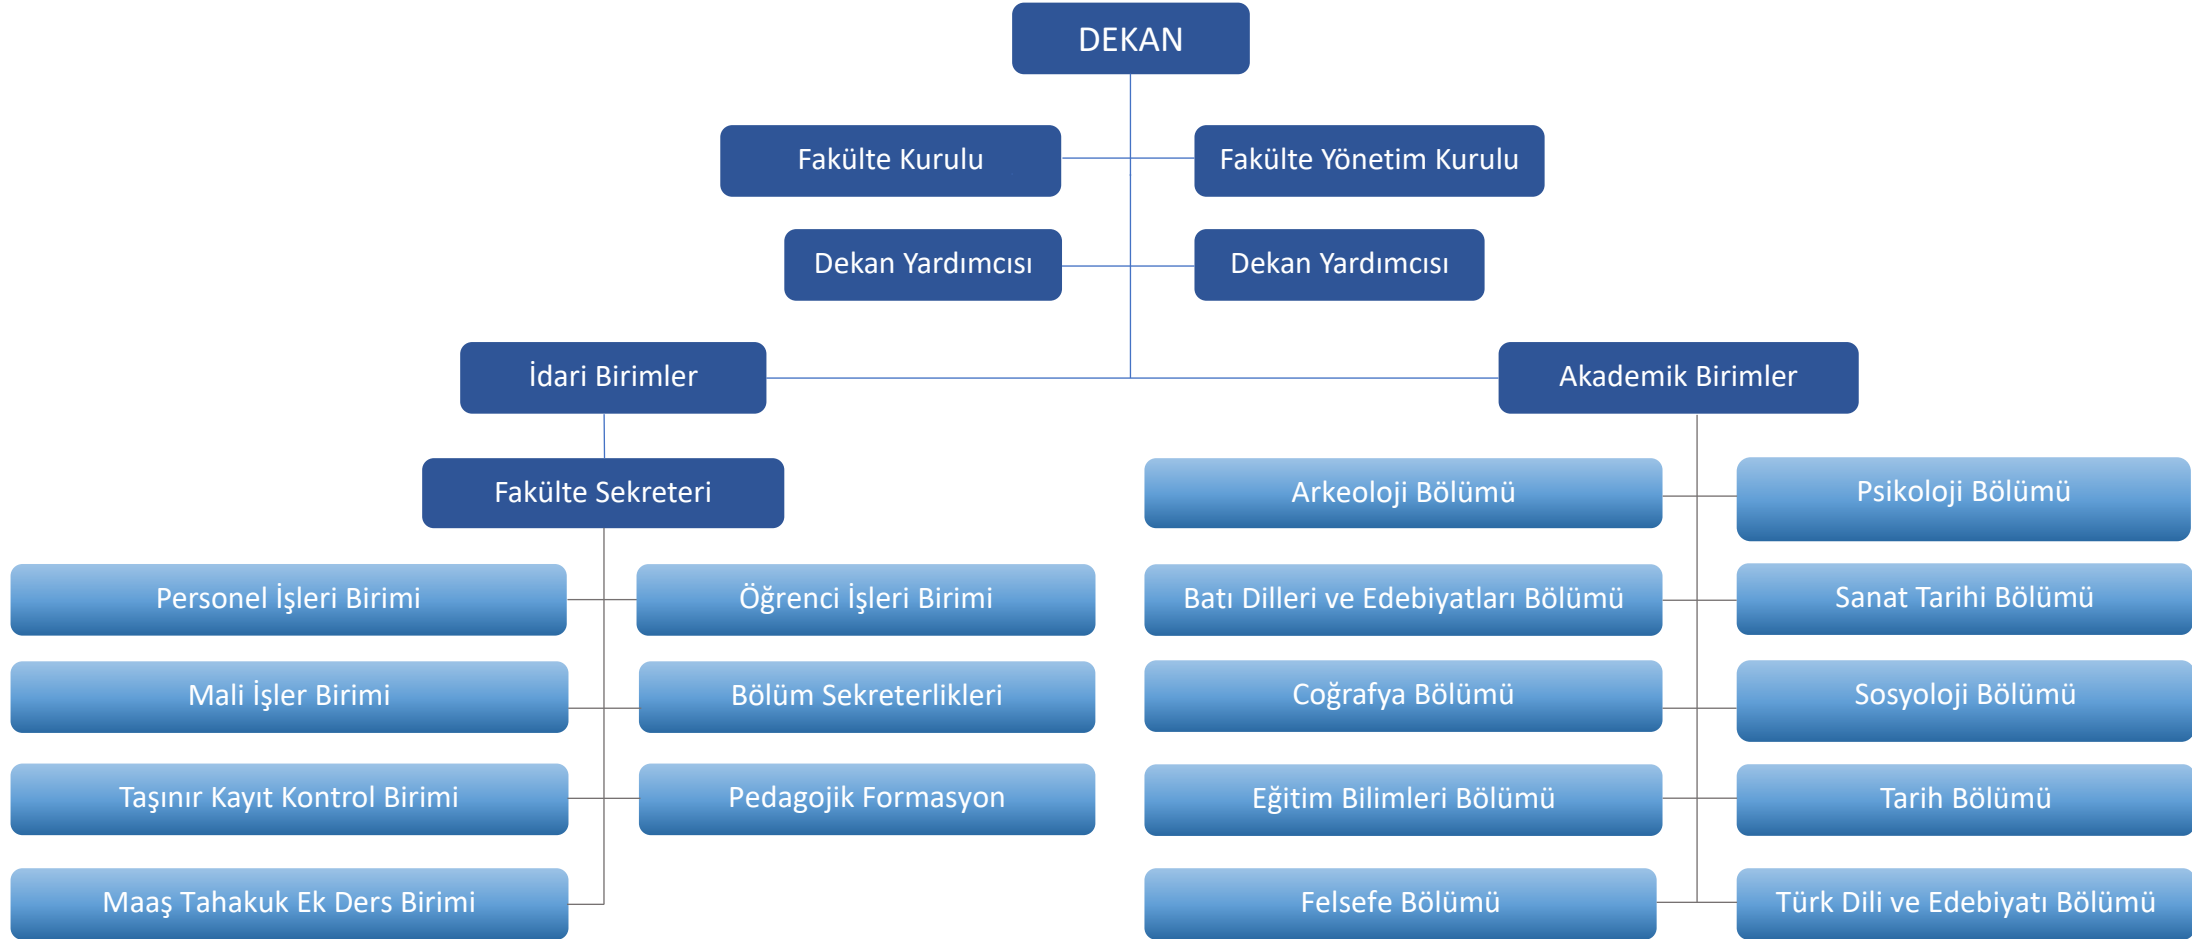 DEKAN
Fakülte Kurulu
Fakülte Yönetim Kurulu
Dekan Yardımcısı
Dekan Yardımcısı
İdari Birimler
Akademik Birimler
Fakülte Sekreteri
Arkeoloji Bölümü
Psikoloji Bölümü
Personel İşleri Birimi
Öğrenci İşleri Birimi
Batı Dilleri ve Edebiyatları Bölümü
Sanat Tarihi Bölümü
Mali İşler Birimi
Bölüm Sekreterlikleri
Coğrafya Bölümü
Sosyoloji Bölümü
Taşınır Kayıt Kontrol Birimi
Pedagojik Formasyon
Eğitim Bilimleri Bölümü
Tarih Bölümü
Maaş Tahakuk Ek Ders Birimi
Felsefe Bölümü
Türk Dili ve Edebiyatı Bölümü